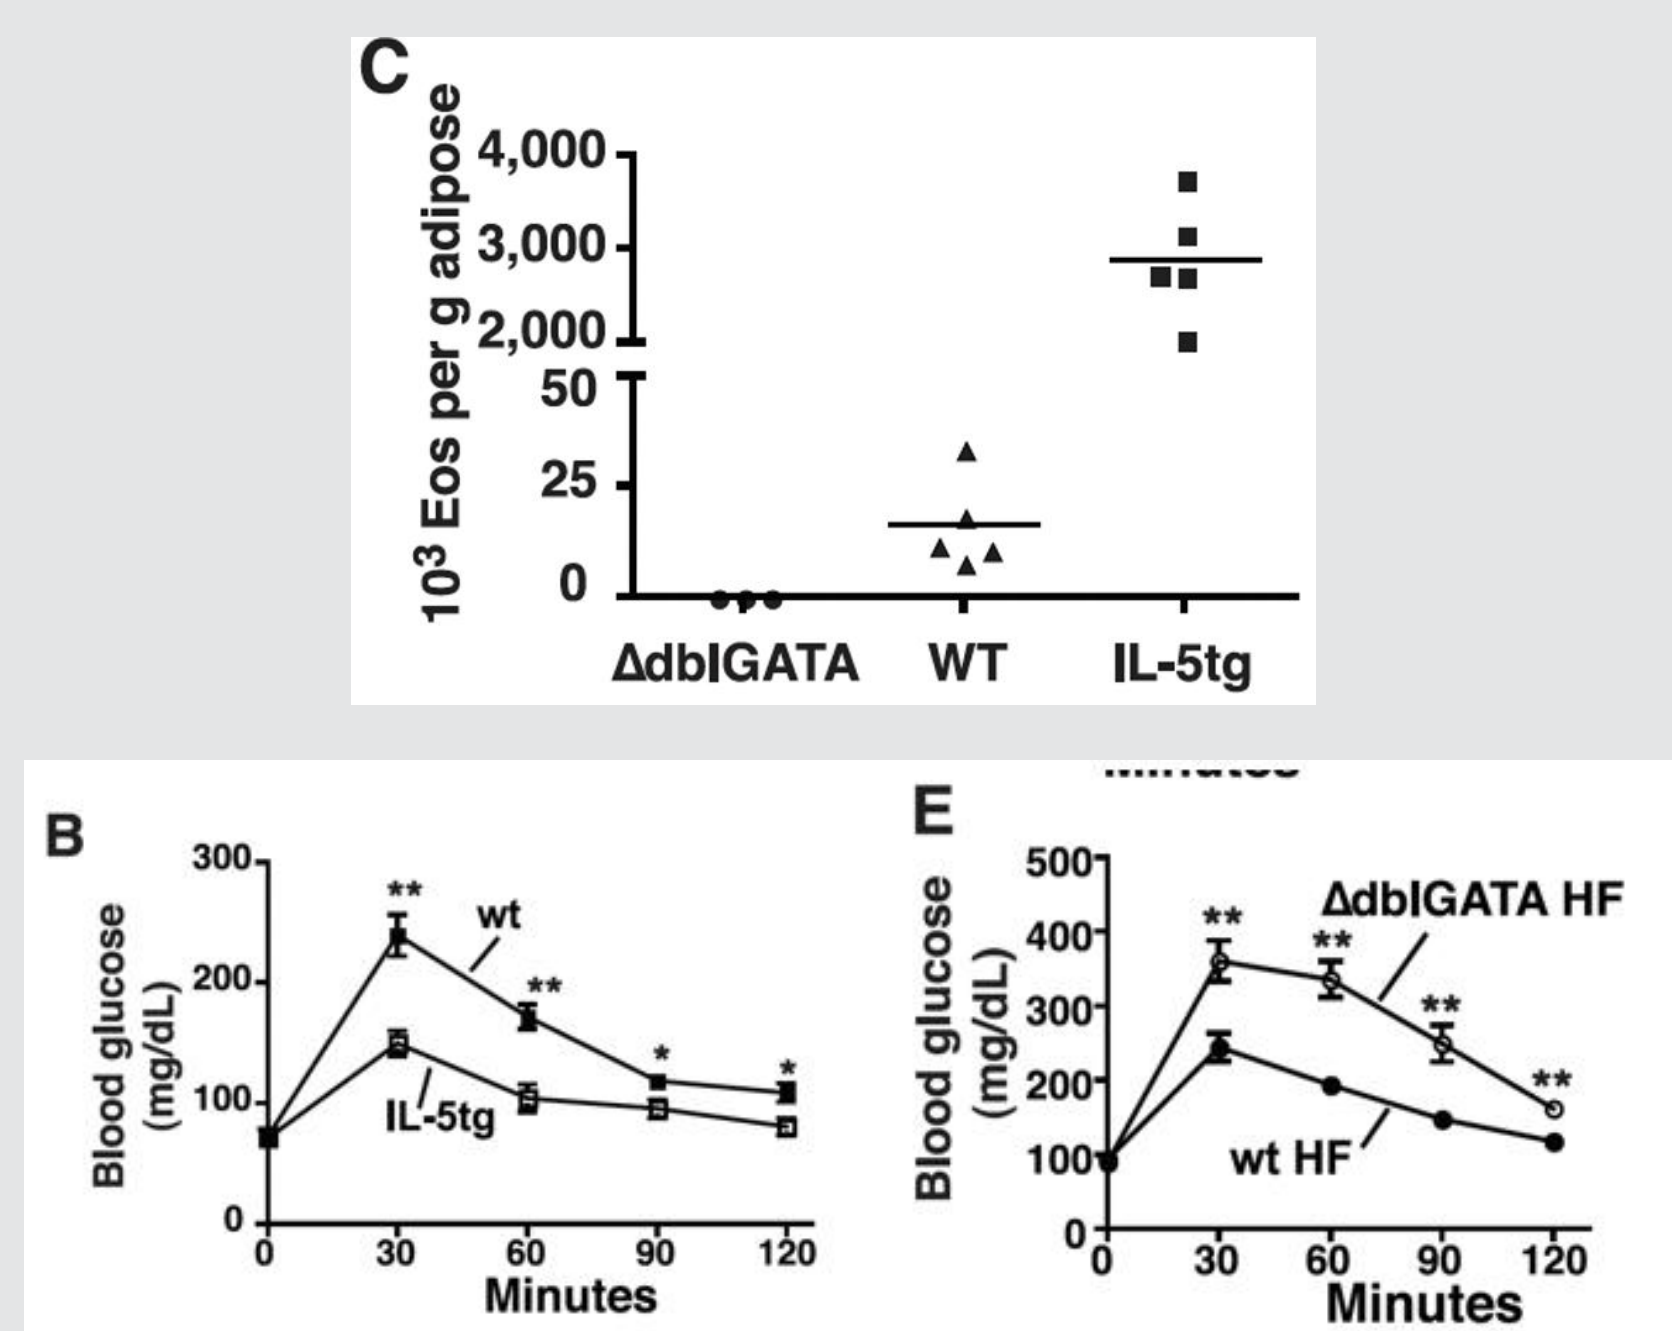 C
10³ Eos per g adipose
4,000
3,000
2,000
50
25
0
ΔdblGATA WT IL-5tg
Minutes
B
Blood glucose
(mg/dL)
300
200
100
0
**
**
*
*
wt
IL-5tg
0 30 60 90 120
Minutes
E
Blood glucose
(mg/dL)
500
400
300
200
100
0
**
**
**
**
ΔdblGATA HF
wt HF
0 30 60 90 120
Minutes